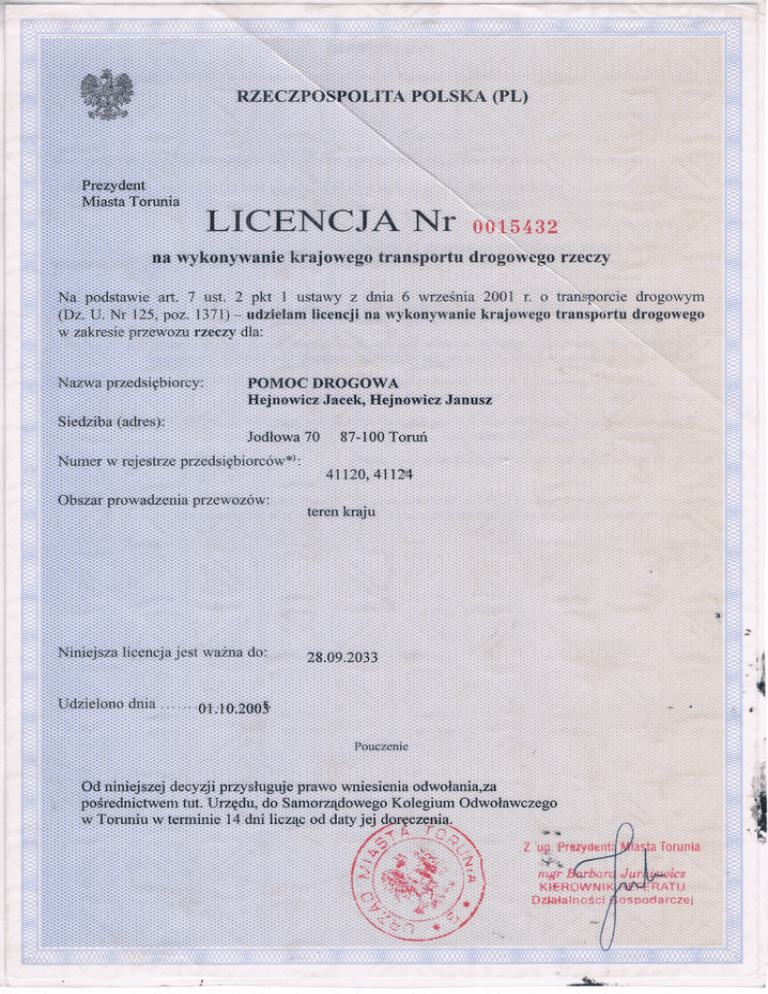 RZECZPOSPOLITA POLSKA (PL)
Prezydent
Miasta Torunia
LICENCJA Nr 0015432
na wykonywanie krajowego transportu drogowego rzeczy
Na podstawie art. 7 ust. 2 pkt 1 ustawy z dnia 6 września 2001 r. o transporcie drogowym
(Dz. U. Nr 125, poz. 1371) – udzielam licencji na wykonywanie krajowego transportu drogowego
w zakresie przewozu rzeczy dla:
Nazwa przedsiębiorcy: POMOC DROGOWA
Hejnowicz Jacek, Hejnowicz Janusz
Siedziba (adres):
Jodłowa 70 87-100 Toruń
Numer w rejestrze przedsiębiorców*):
41120, 41124
Obszar prowadzenia przewozów:
teren kraju
Niniejsza licencja jest ważna do: 28.09.2033
Udzielono dnia ....... 01.10.2003
Pouczenie
Od niniejszej decyzji przysługuje prawo wniesienia odwołania,za
pośrednictwem tut. Urzędu, do Samorządowego Kolegium Odwoławczego
w Toruniu w terminie 14 dni licząc od daty jej doręczenia.
URZĄD MIASTA TORUNIA
Z up. Prezydenta Miasta Torunia
mgr Barbara
KIEROWNIK
Działalności Gospodarczej